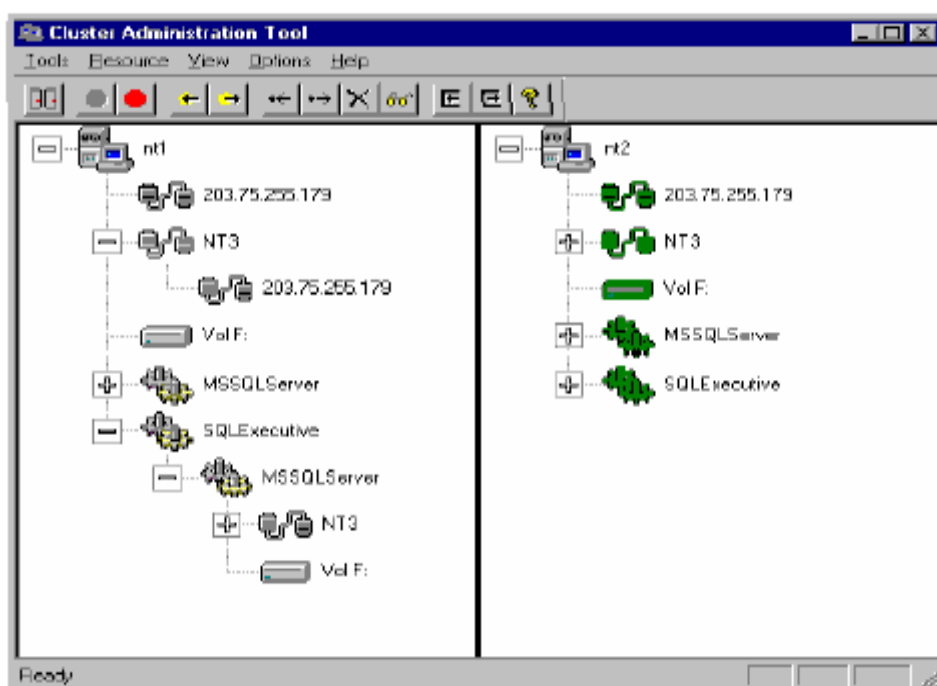 Cluster Administration Tool
Tools Resource View Options Help
nt1
203.75.255.179
NT3
203.75.255.179
Vol F:
MSSQLServer
SQLExecutive
MSSQLServer
NT3
Vol F:
nt2
203.75.255.179
NT3
Vol F:
MSSQLServer
SQLExecutive
Ready